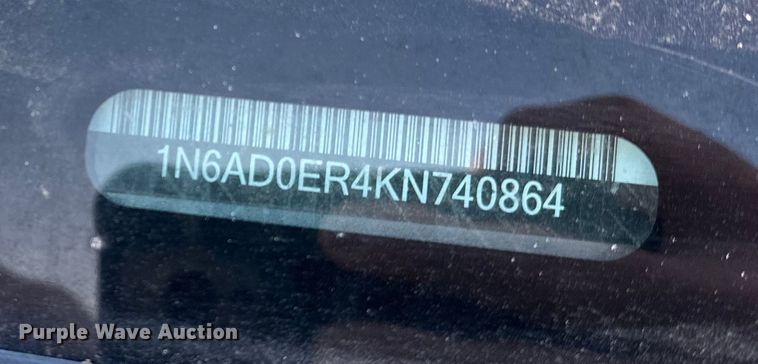 1N6AD0ER4KN740864
Purple Wave Auction